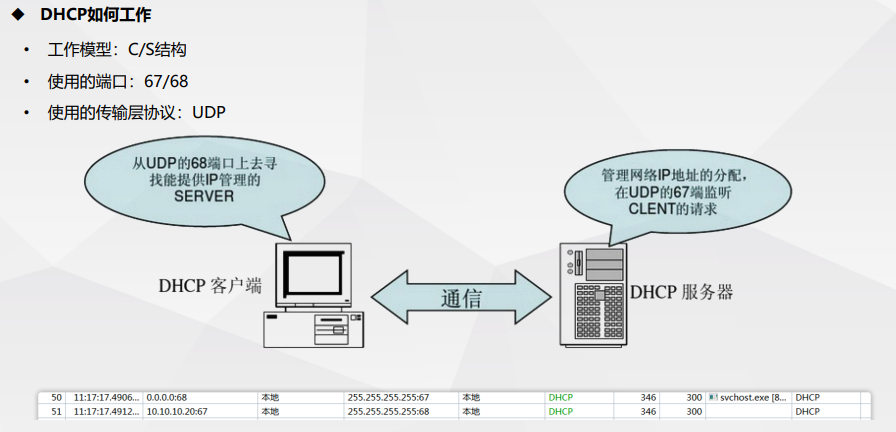 ◆ DHCP如何工作
• 工作模型：C/S结构
• 使用的端口：67/68
• 使用的传输层协议：UDP
从UDP的68端口上去寻
找能提供IP管理的
SERVER
管理网络IP地址的分配，
在UDP的67端监听
CLENT的请求
DHCP 客户端
通信
DHCP 服务器
50 11:17:17.4906... 0.0.0.0:68 本地 255.255.255.255:67 本地 DHCP 346 300 svchost.exe [8... DHCP
51 11:17:17.4912... 10.10.10.20:67 本地 255.255.255.255:68 本地 DHCP 346 300 DHCP